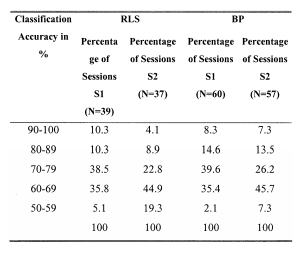 Classification RLS BP
Accuracy in Percenta Percentage Percentage Percentage
% ge of of Sessions of Sessions of Sessions
Sessions S2 S1 S2
S1 (N=37) (N=60) (N=57)
(N=39)
90-100 10.3 4.1 8.3 7.3
80-89 10.3 8.9 14.6 13.5
70-79 38.5 22.8 39.6 26.2
60-69 35.8 44.9 35.4 45.7
50-59 5.1 19.3 2.1 7.3
100 100 100 100